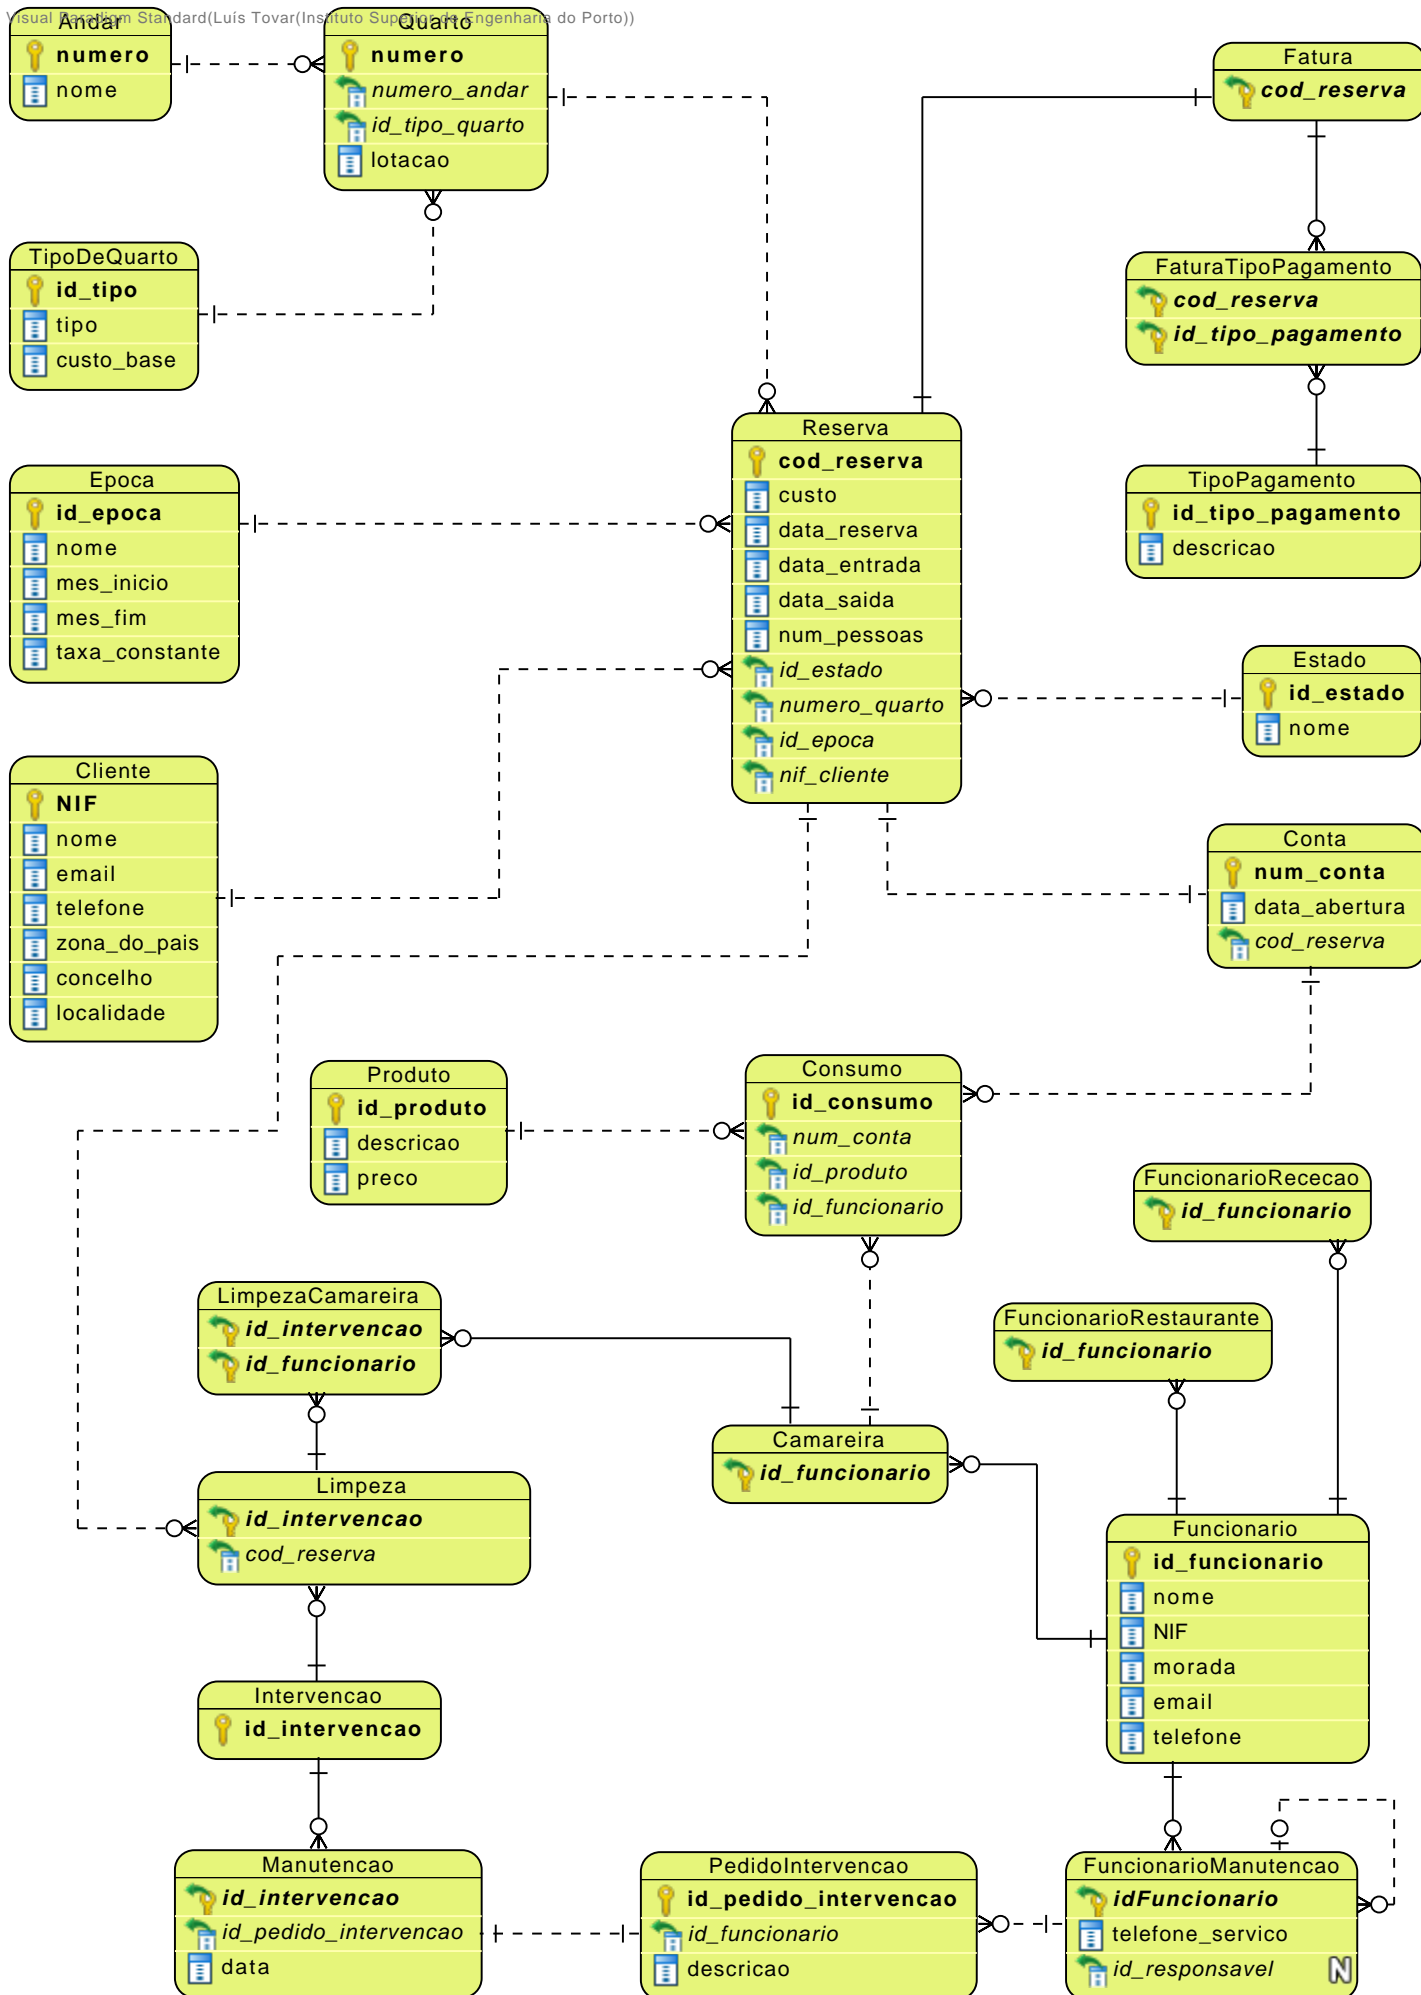 Visual Paradigm Standard(Luís Tovar(Instituto Superior de Engenharia do Porto))
Andar
numero
nome
Quarto
numero
numero_andar
id_tipo_quarto
lotacao
Fatura
cod_reserva
TipoDeQuarto
id_tipo
tipo
custo_base
FaturaTipoPagamento
cod_reserva
id_tipo_pagamento
Reserva
cod_reserva
custo
data_reserva
data_entrada
data_saida
num_pessoas
id_estado
numero_quarto
id_epoca
nif_cliente
Epoca
id_epoca
nome
mes_inicio
mes_fim
taxa_constante
TipoPagamento
id_tipo_pagamento
descricao
Estado
id_estado
nome
Cliente
NIF
nome
email
telefone
zona_do_pais
concelho
localidade
Conta
num_conta
data_abertura
cod_reserva
Produto
id_produto
descricao
preco
Consumo
id_consumo
num_conta
id_produto
id_funcionario
FuncionarioRececao
id_funcionario
LimpezaCamareira
id_intervencao
id_funcionario
FuncionarioRestaurante
id_funcionario
Camareira
id_funcionario
Limpeza
id_intervencao
cod_reserva
Funcionario
id_funcionario
nome
NIF
morada
email
telefone
Intervencao
id_intervencao
Manutencao
id_intervencao
id_pedido_intervencao
data
PedidoIntervencao
id_pedido_intervencao
id_funcionario
descricao
FuncionarioManutencao
idFuncionario
telefone_servico
id_responsavel N